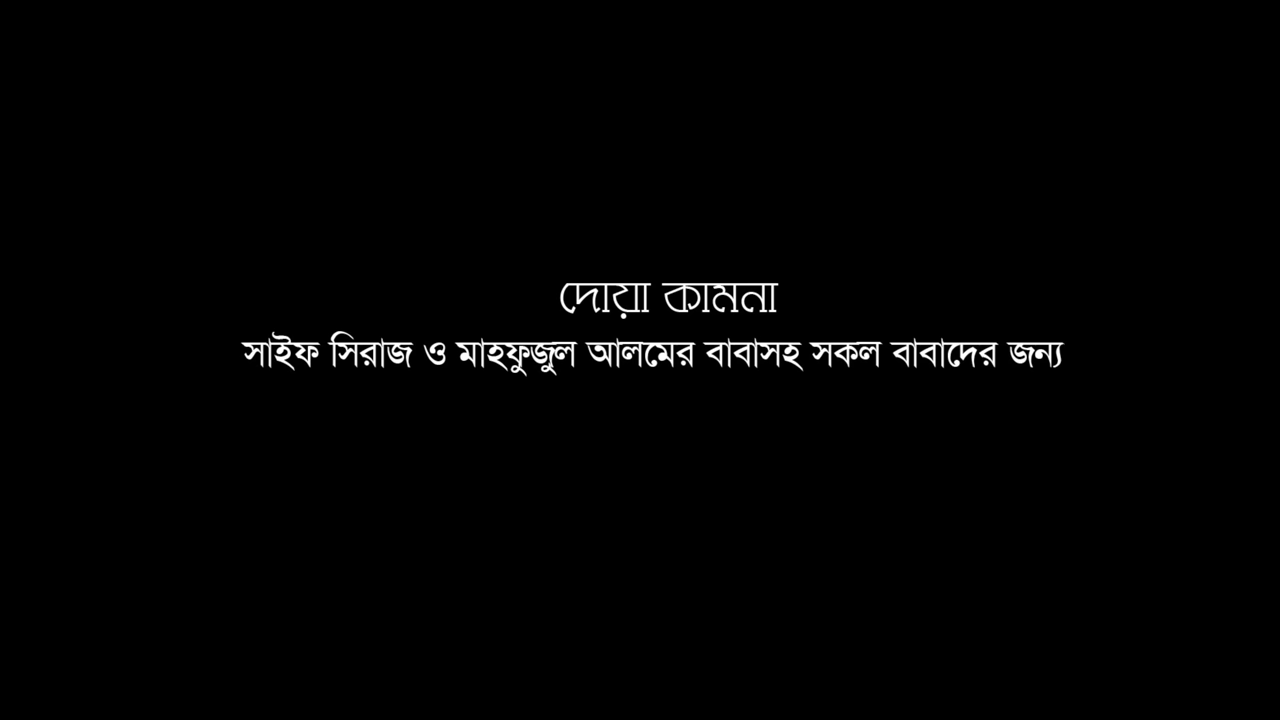 দোয়া কামনা
সাইফ সিরাজ ও মাহফুজুল আলমের বাবাসহ সকল বাবাদের জন্য